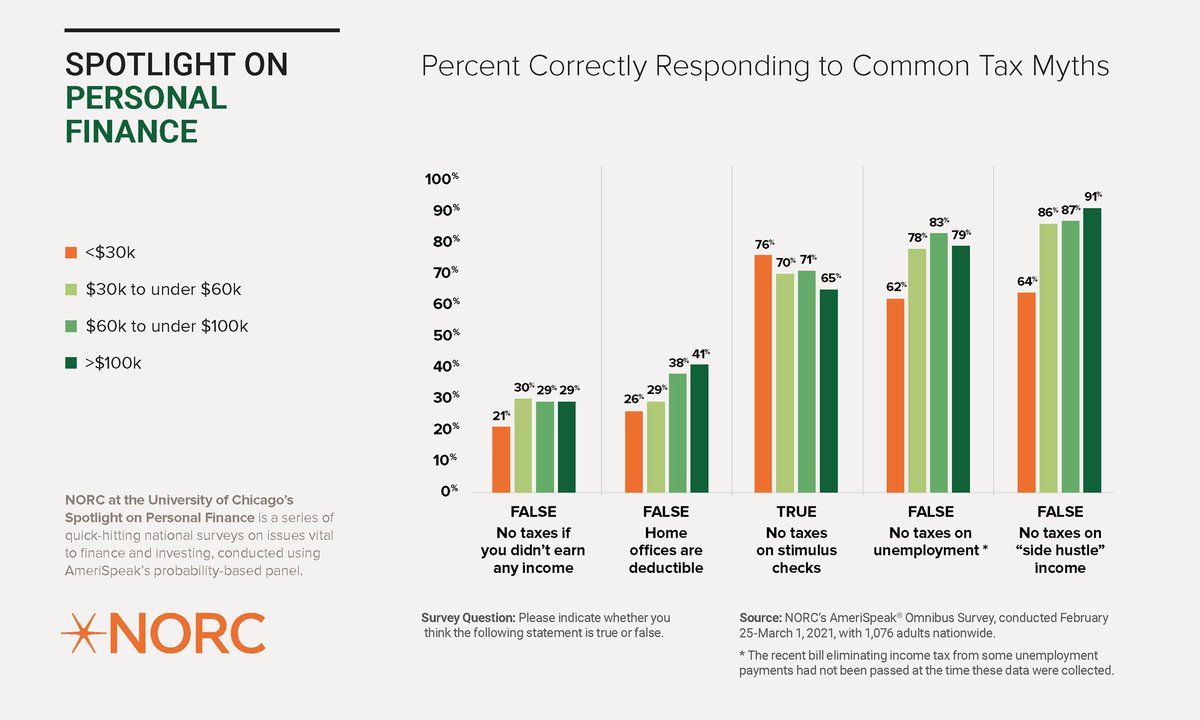 SPOTLIGHT ON
PERSONAL
FINANCE
<$30k
$30k to under $60k
$60k to under $100k
>$100k
NORC at the University of Chicago’s
Spotlight on Personal Finance is a series of
quick-hitting national surveys on issues vital
to finance and investing, conducted using
AmeriSpeak’s probability-based panel.
NORC
Percent Correctly Responding to Common Tax Myths
100%
90%
80%
70%
60%
50%
40%
30%
20%
10%
0%
21% 30% 29% 29%
26% 29% 38% 41%
76% 70% 71% 65%
62% 78% 83% 79%
64% 86% 87% 91%
FALSE
No taxes if
you didn’t earn
any income
FALSE
Home
offices are
deductible
TRUE
No taxes
on stimulus
checks
FALSE
No taxes on
unemployment *
FALSE
No taxes on
“side hustle”
income
Survey Question: Please indicate whether you
think the following statement is true or false.
Source: NORC’s AmeriSpeak® Omnibus Survey, conducted February
25-March 1, 2021, with 1,076 adults nationwide.
* The recent bill eliminating income tax from some unemployment
payments had not been passed at the time these data were collected.